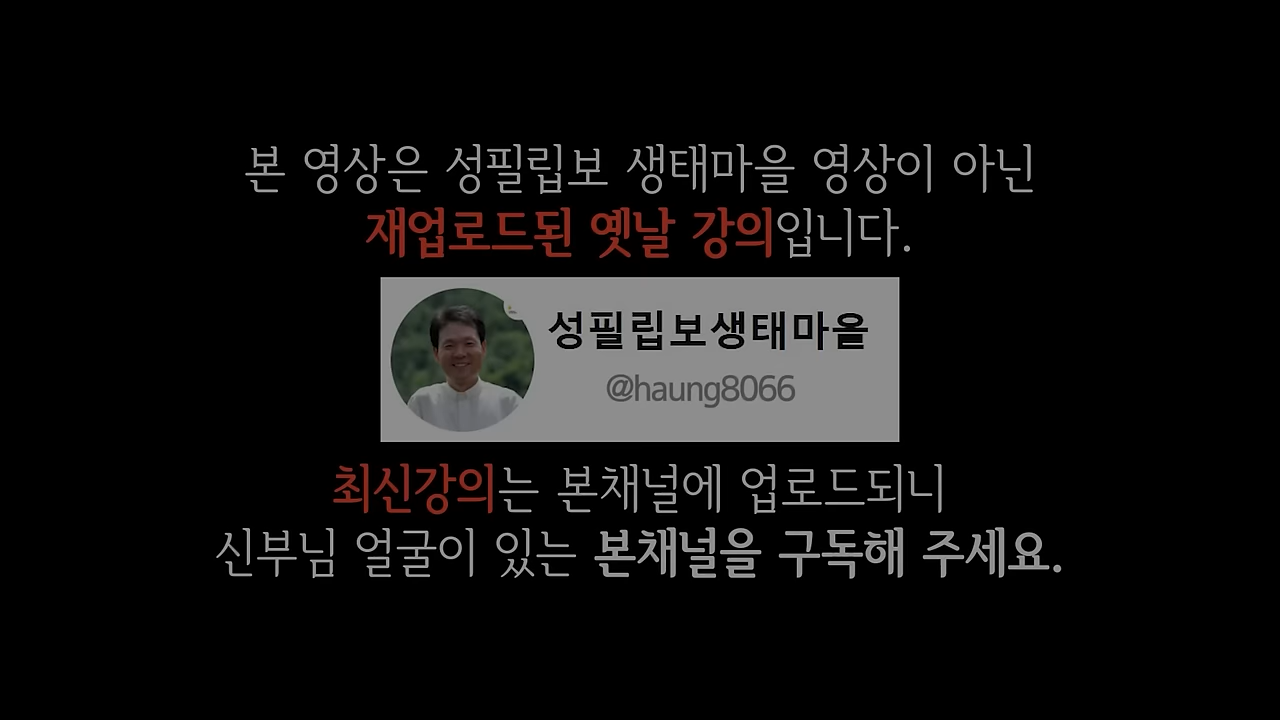 본 영상은 성필립보 생태마을 영상이 아닌
재업로드된 옛날 강의입니다.
성필립보생태마을
@haung8066
최신강의는 본채널에 업로드되니
신부님 얼굴이 있는 본채널을 구독해 주세요.